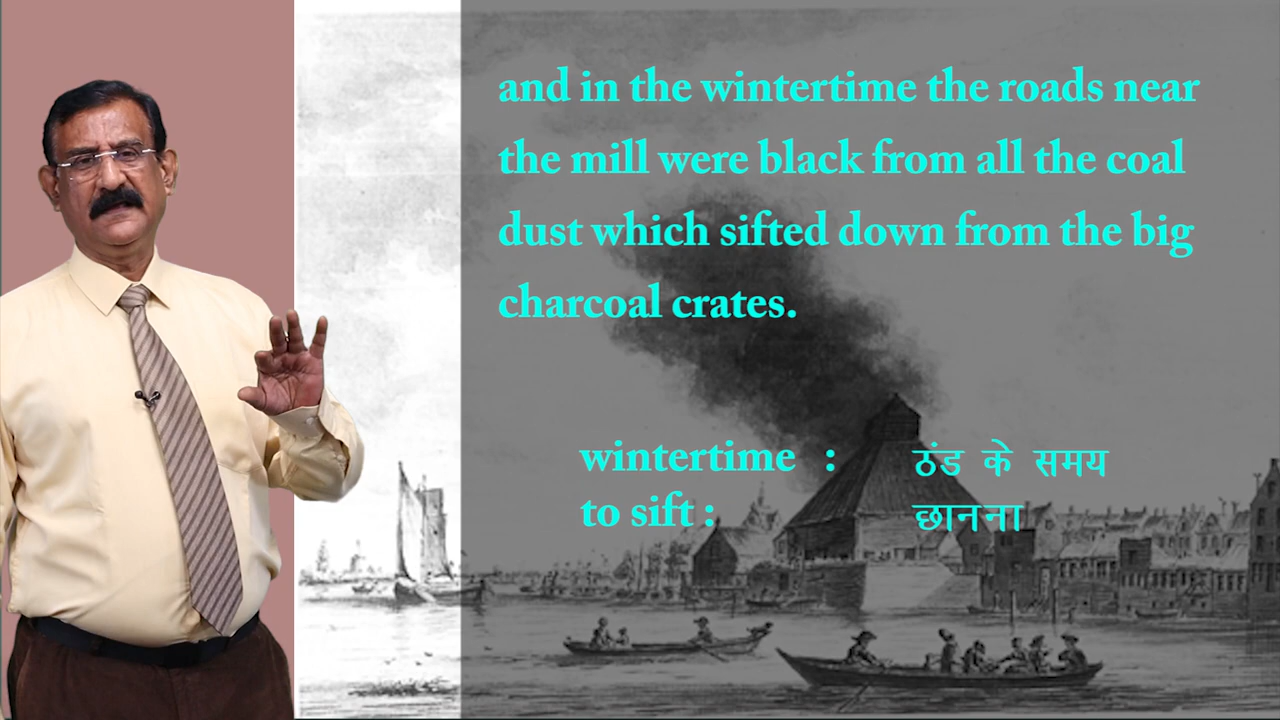 and in the wintertime the roads near
the mill were black from all the coal
dust which sifted down from the big
charcoal crates.
wintertime : ठंड के समय
to sift : छानना